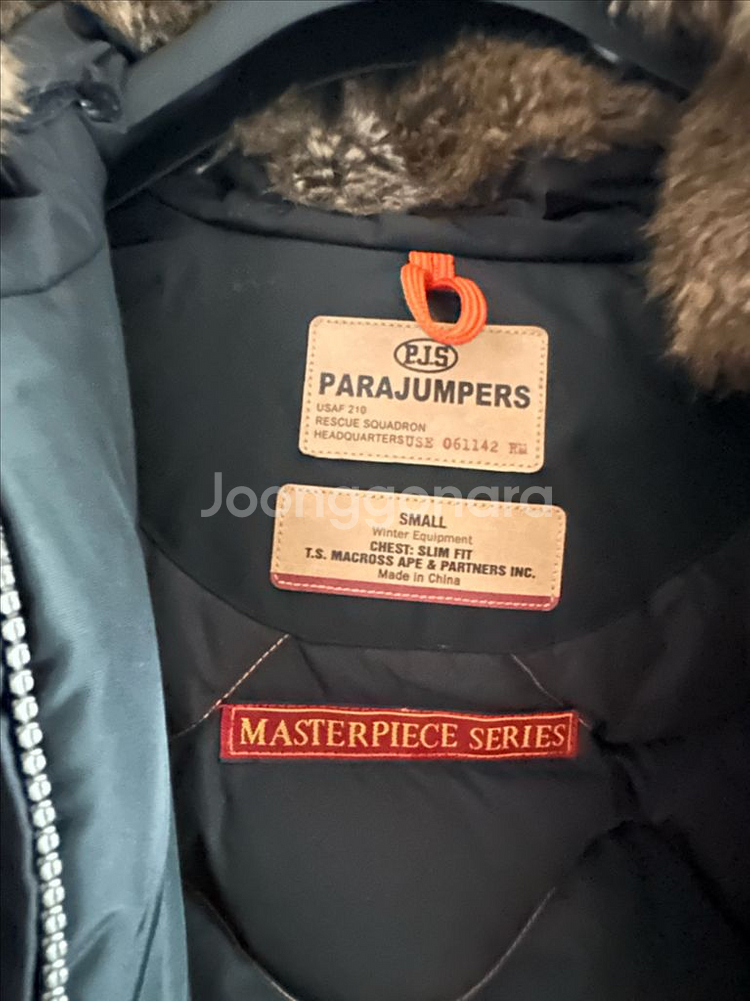 P.J.S
PARAJUMPERS
USAF 210
RESCUE SQUADRON
HEADQUARTERS USE 061142 RM
Joonggonara
SMALL
Winter Equipment
CHEST: SLIM FIT
T.S. MACROSS APE & PARTNERS INC.
Made in China
MASTERPIECE SERIES